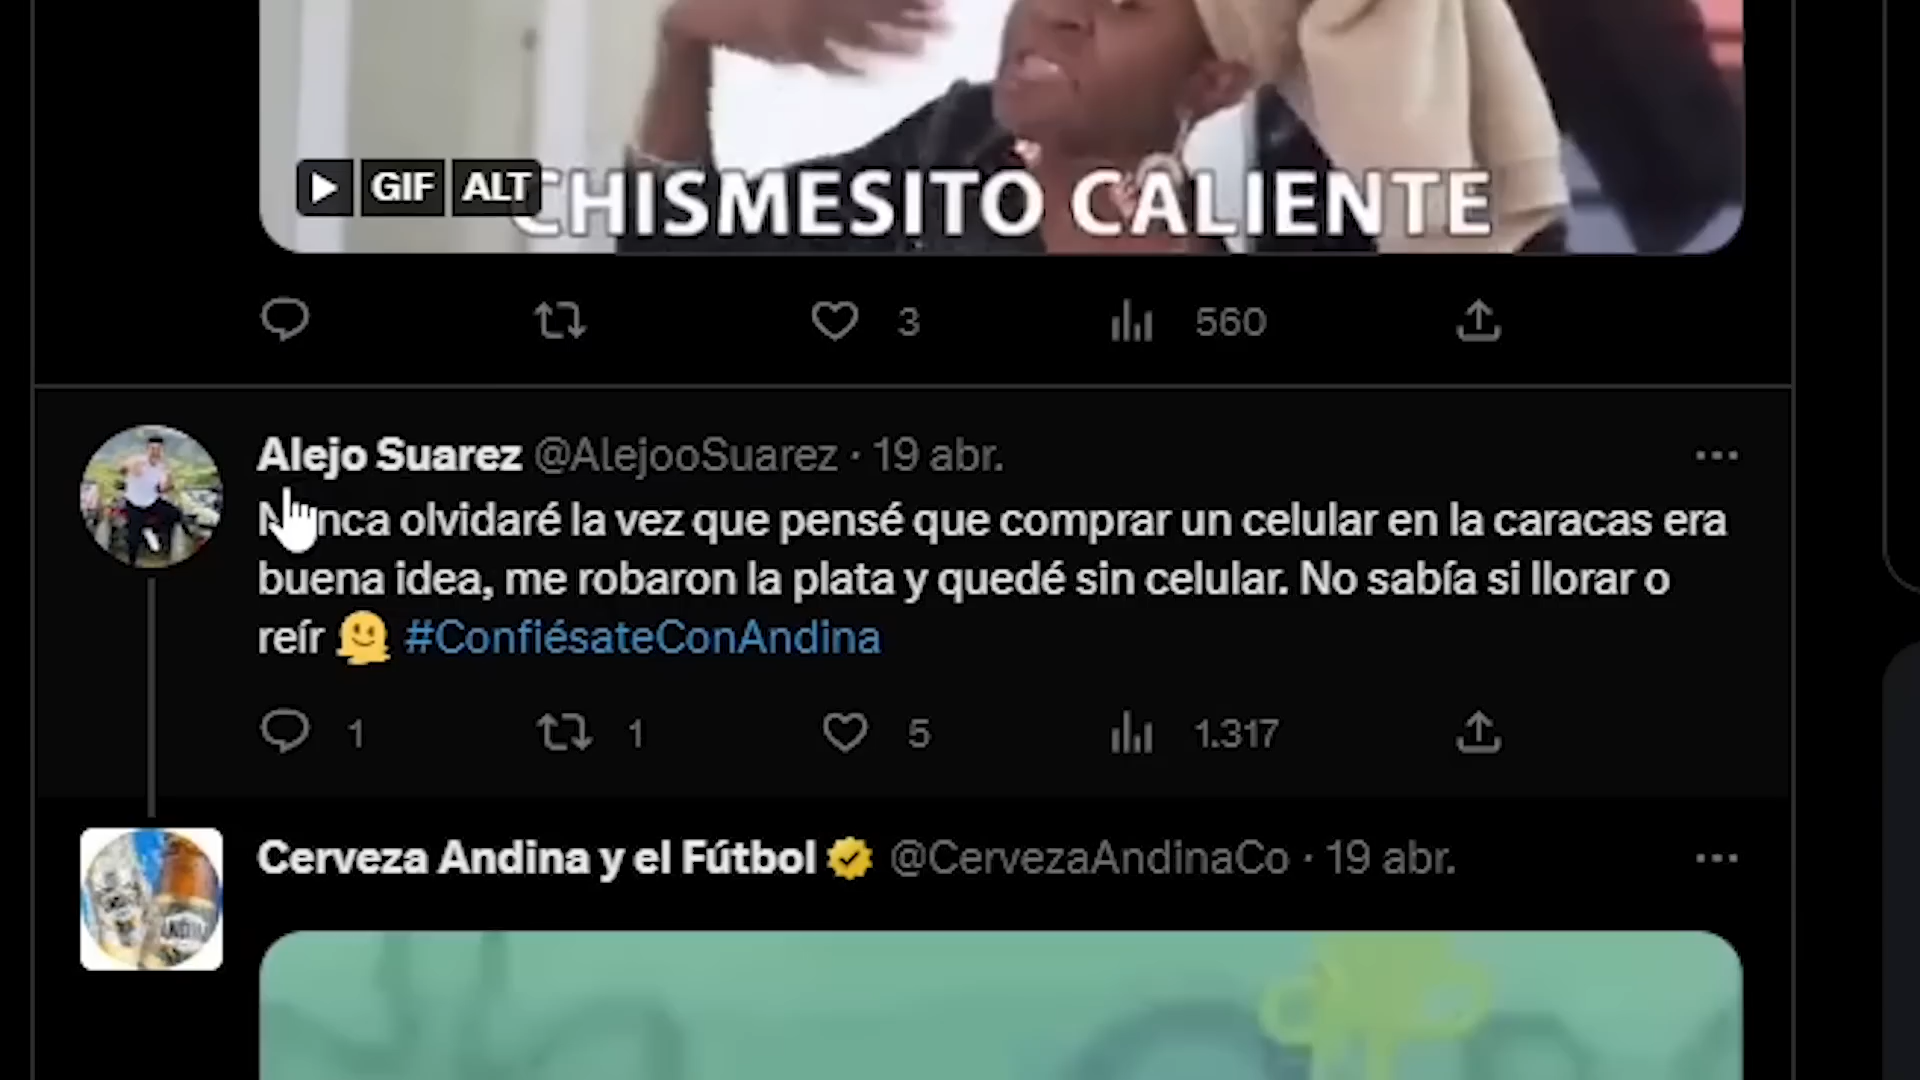 GIF ALT CHISMESITO CALIENTE
3 560
Alejo Suarez @AlejooSuarez · 19 abr.
Nunca olvidaré la vez que pensé que comprar un celular en la caracas era
buena idea, me robaron la plata y quedé sin celular. No sabía si llorar o
reír 🫠 #ConfiésateConAndina
1 1 5 1.317
Cerveza Andina y el Fútbol @CervezaAndinaCo · 19 abr.